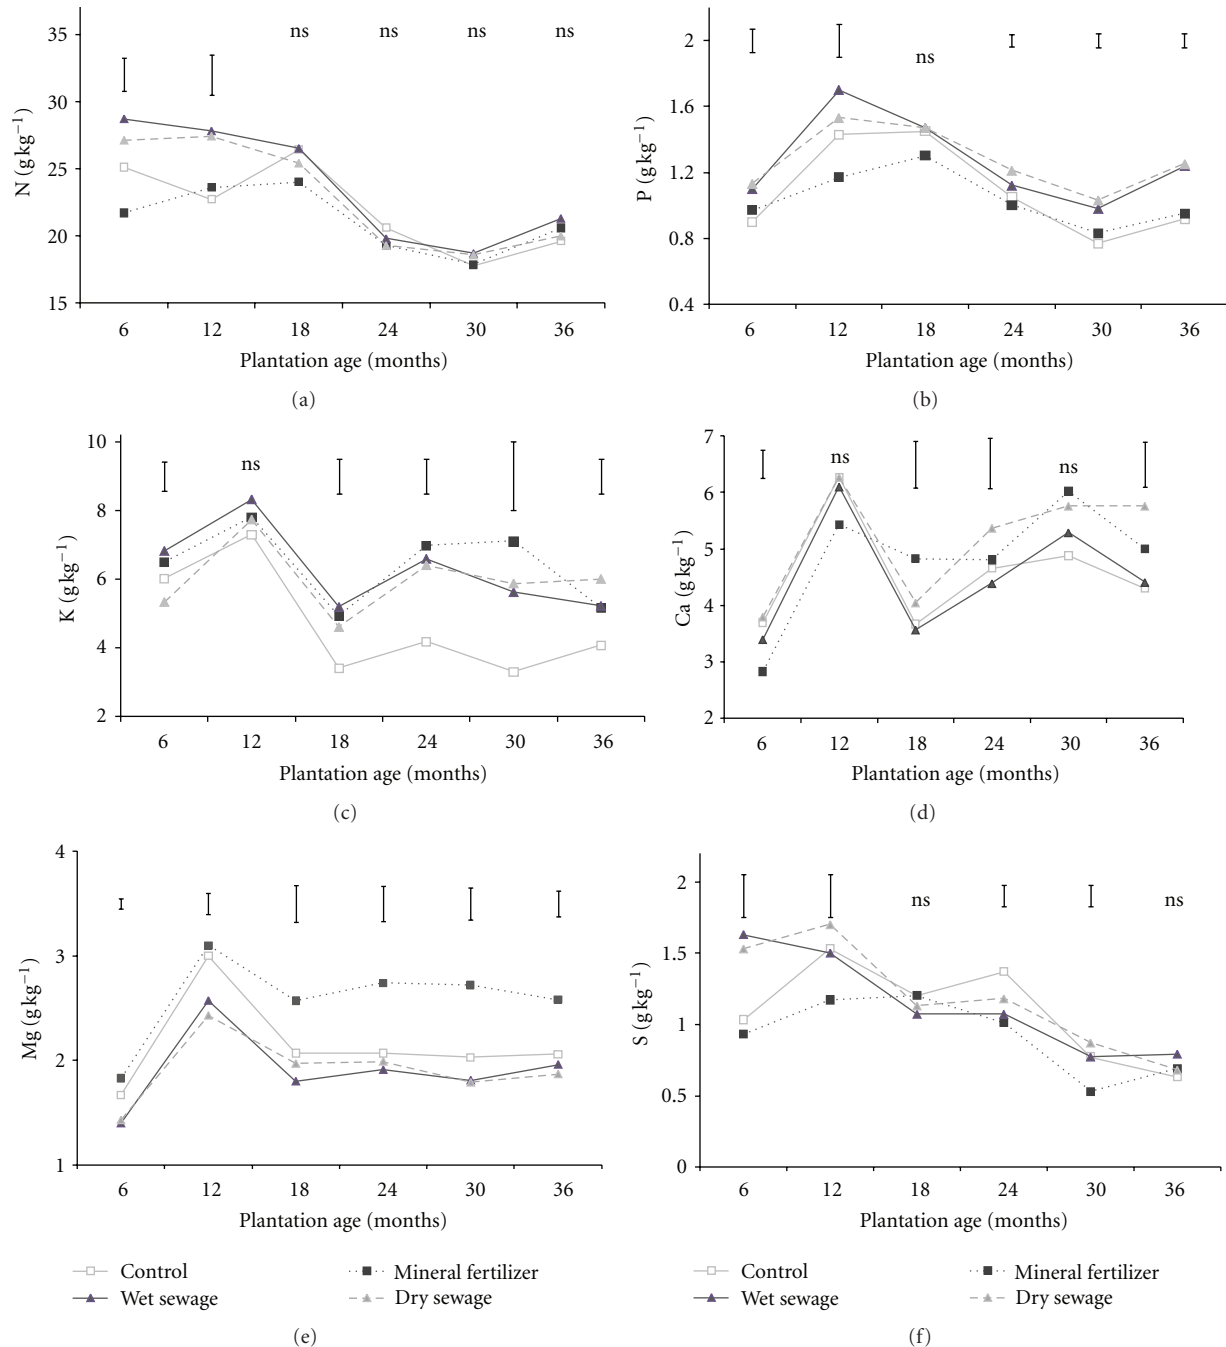 35
30
25
20
15
N (g kg−1)
ns ns ns ns
6 12 18 24 30 36
Plantation age (months)
(a)
2
1.6
1.2
0.8
0.4
P (g kg−1)
ns
6 12 18 24 30 36
Plantation age (months)
(b)
10
8
6
4
2
K (g kg−1)
ns
6 12 18 24 30 36
Plantation age (months)
(c)
7
6
5
4
3
2
Ca (g kg−1)
ns ns
6 12 18 24 30 36
Plantation age (months)
(d)
4
3
2
1
Mg (g kg−1)
6 12 18 24 30 36
Plantation age (months)
Control Mineral fertilizer
Wet sewage Dry sewage
(e)
2
1.5
1
0.5
0
S (g kg−1)
ns ns
6 12 18 24 30 36
Plantation age (months)
Control Mineral fertilizer
Wet sewage Dry sewage
(f)